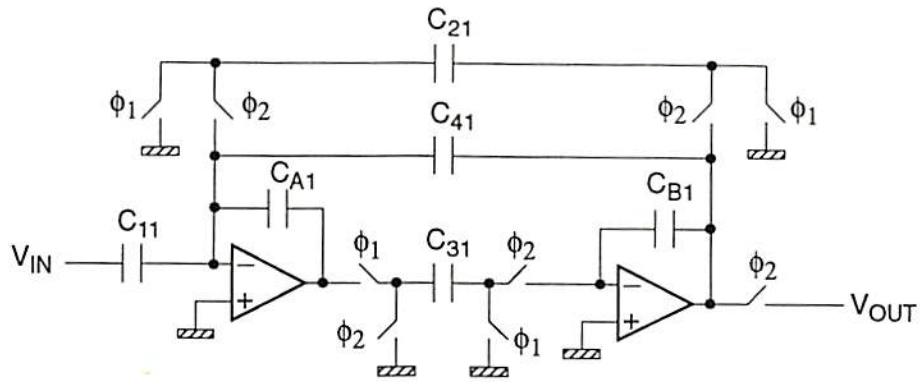 C21
ϕ1 ϕ2 ϕ2 ϕ1
C41
CA1 CB1
C11 ϕ1 C31 ϕ2 ϕ2
VIN − − VOUT
+ ϕ2 ϕ1 +